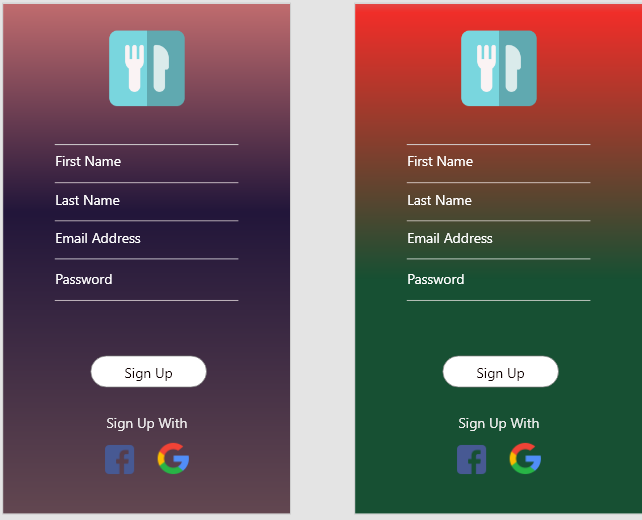 First Name
Last Name
Email Address
Password
Sign Up
Sign Up With
First Name
Last Name
Email Address
Password
Sign Up
Sign Up With